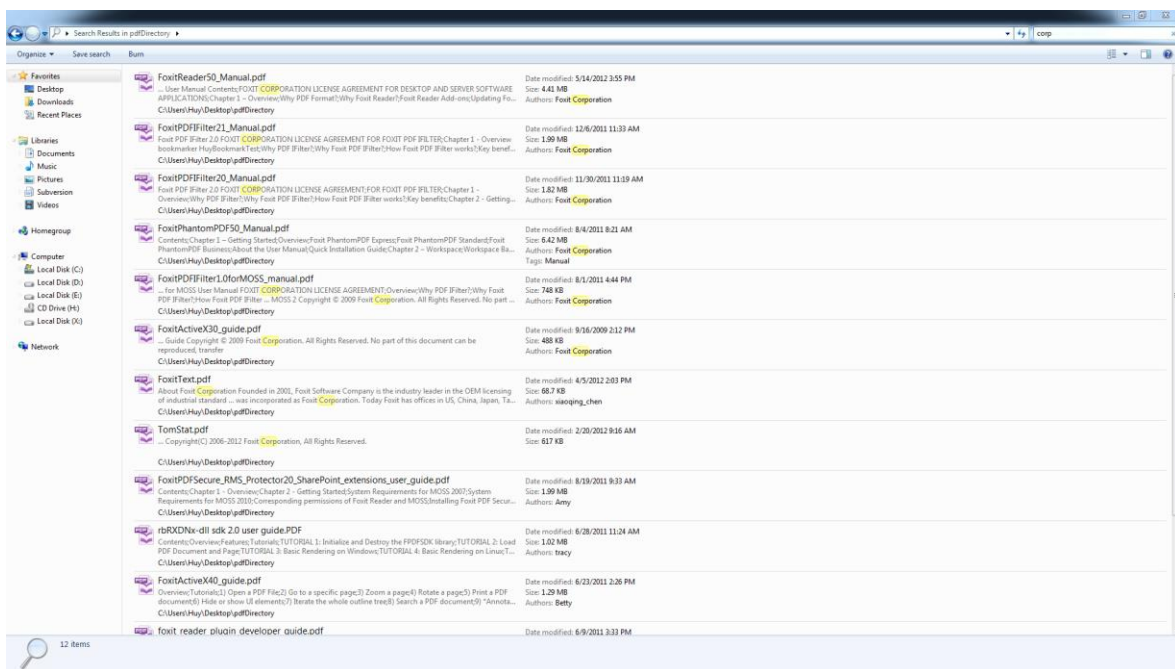 Search Results in pdfDirectory
corp
Organize Save search Burn
Favorites
Desktop
Downloads
Recent Places
Libraries
Documents
Music
Pictures
Subversion
Videos
Homegroup
Computer
Local Disk (C:)
Local Disk (D:)
Local Disk (E:)
CD Drive (H:)
Local Disk (X:)
Network
FoxitReader50_Manual.pdf
... User Manual Contents;FOXIT CORPORATION LICENSE AGREEMENT FOR DESKTOP AND SERVER SOFTWARE
APPLICATIONS;Chapter 1 – Overview;Why PDF Format?;Why Foxit Reader?;Foxit Reader Add-ons;Updating Fo...
C:\Users\Huy\Desktop\pdfDirectory
Date modified: 5/14/2012 3:55 PM
Size: 4.41 MB
Authors: Foxit Corporation
FoxitPDFIFilter21_Manual.pdf
Foxit PDF IFilter 2.0 FOXIT CORPORATION LICENSE AGREEMENT FOR FOXIT PDF IFILTER;Chapter 1 - Overview
bookmarker HuyBookmarkTest;Why PDF IFilter?;Why Foxit PDF IFilter?;How Foxit PDF IFilter works?;Key benef...
C:\Users\Huy\Desktop\pdfDirectory
Date modified: 12/6/2011 11:33 AM
Size: 1.99 MB
Authors: Foxit Corporation
FoxitPDFIFilter20_Manual.pdf
Foxit PDF IFilter 2.0 FOXIT CORPORATION LICENSE AGREEMENT;FOR FOXIT PDF IFILTER;Chapter 1 -
Overview;Why PDF IFilter?;Why Foxit PDF IFilter?;How Foxit PDF IFilter works?;Key benefits;Chapter 2 - Getting...
C:\Users\Huy\Desktop\pdfDirectory
Date modified: 11/30/2011 11:19 AM
Size: 1.82 MB
Authors: Foxit Corporation
FoxitPhantomPDF50_Manual.pdf
Contents;Chapter 1 – Getting Started;Overview;Foxit PhantomPDF Express;Foxit PhantomPDF Standard;Foxit
PhantomPDF Business;About the User Manual;Quick Installation Guide;Chapter 2 – Workspace;Workspace Ba...
C:\Users\Huy\Desktop\pdfDirectory
Date modified: 8/4/2011 8:21 AM
Size: 6.42 MB
Authors: Foxit Corporation
Tags: Manual
FoxitPDFIFilter1.0forMOSS_manual.pdf
... for MOSS User Manual FOXIT CORPORATION LICENSE AGREEMENT;Overview;Why PDF IFilter?;Why Foxit
PDF IFilter?;How Foxit PDF IFilter ... MOSS 2 Copyright © 2009 Foxit Corporation. All Rights Reserved. No part ...
C:\Users\Huy\Desktop\pdfDirectory
Date modified: 8/1/2011 4:44 PM
Size: 748 KB
Authors: Foxit Corporation
FoxitActiveX30_guide.pdf
... Guide Copyright © 2009 Foxit Corporation. All Rights Reserved. No part of this document can be
reproduced, transfer
C:\Users\Huy\Desktop\pdfDirectory
Date modified: 9/16/2009 2:12 PM
Size: 488 KB
Authors: Foxit Corporation
FoxitText.pdf
About Foxit Corporation Founded in 2001, Foxit Software Company is the industry leader in the OEM licensing
of industrial standard ... was incorporated as Foxit Corporation. Today Foxit has offices in US, China, Japan, Ta...
C:\Users\Huy\Desktop\pdfDirectory
Date modified: 4/5/2012 2:03 PM
Size: 68.7 KB
Authors: xiaoqing_chen
TomStat.pdf
... Copyright(C) 2006-2012 Foxit Corporation, All Rights Reserved.
C:\Users\Huy\Desktop\pdfDirectory
Date modified: 2/20/2012 9:16 AM
Size: 617 KB
FoxitPDFSecure_RMS_Protector20_SharePoint_extensions_user_guide.pdf
Contents;Chapter 1 – Overview;Chapter 2 - Getting Started;System Requirements for MOSS 2007;System
Requirements for MOSS 2010;Corresponding permissions of Foxit Reader and MOSS;Installing Foxit PDF Secur...
C:\Users\Huy\Desktop\pdfDirectory
Date modified: 8/19/2011 9:33 AM
Size: 1.99 MB
Authors: Amy
rbRXDNx-dll sdk 2.0 user guide.PDF
Contents;Overview;Features;Tutorials;TUTORIAL 1: Initialize and Destroy the FPDFSDK library;TUTORIAL 2: Load
PDF Document and Page;TUTORIAL 3: Basic Rendering on Windows;TUTORIAL 4: Basic Rendering on Linux;T...
C:\Users\Huy\Desktop\pdfDirectory
Date modified: 6/28/2011 11:24 AM
Size: 1.02 MB
Authors: tracy
FoxitActiveX40_guide.pdf
Overview;Tutorials;1) Open a PDF File;2) Go to a specific page;3) Zoom a page;4) Rotate a page;5) Print a PDF
document;6) Hide or show UI elements;7) Iterate the whole outline tree;8) Search a PDF document;9) *Annota...
C:\Users\Huy\Desktop\pdfDirectory
Date modified: 6/23/2011 2:26 PM
Size: 1.29 MB
Authors: Betty
foxit reader plugin developer guide.pdf
Date modified: 6/9/2011 3:33 PM
12 items